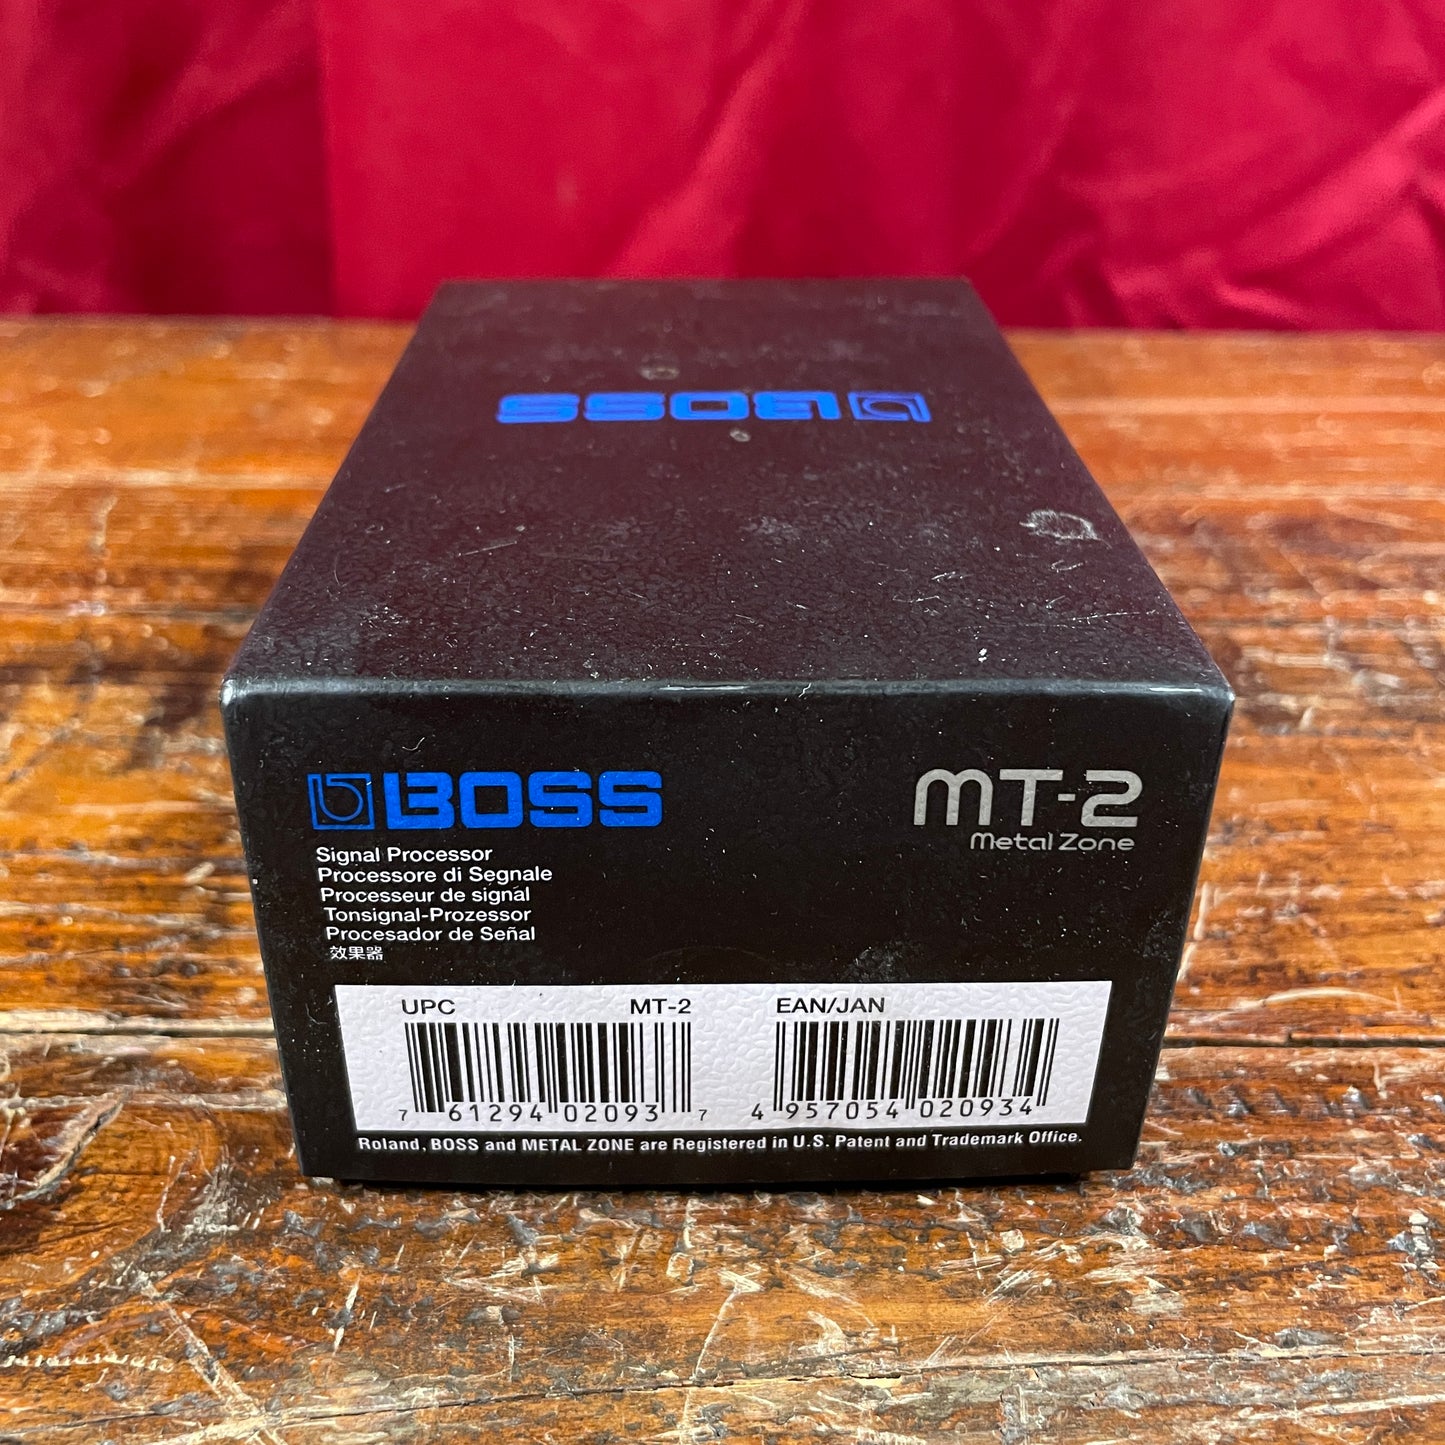 BOSS
BOSS
MT-2
Metal Zone
Signal Processor
Processore di Segnale
Processeur de signal
Tonsignal-Prozessor
Procesador de Señal
効果器
UPC MT-2 EAN/JAN
7 61294 02093 7 4 957054 020934
Roland, BOSS and METAL ZONE are Registered in U.S. Patent and Trademark Office.